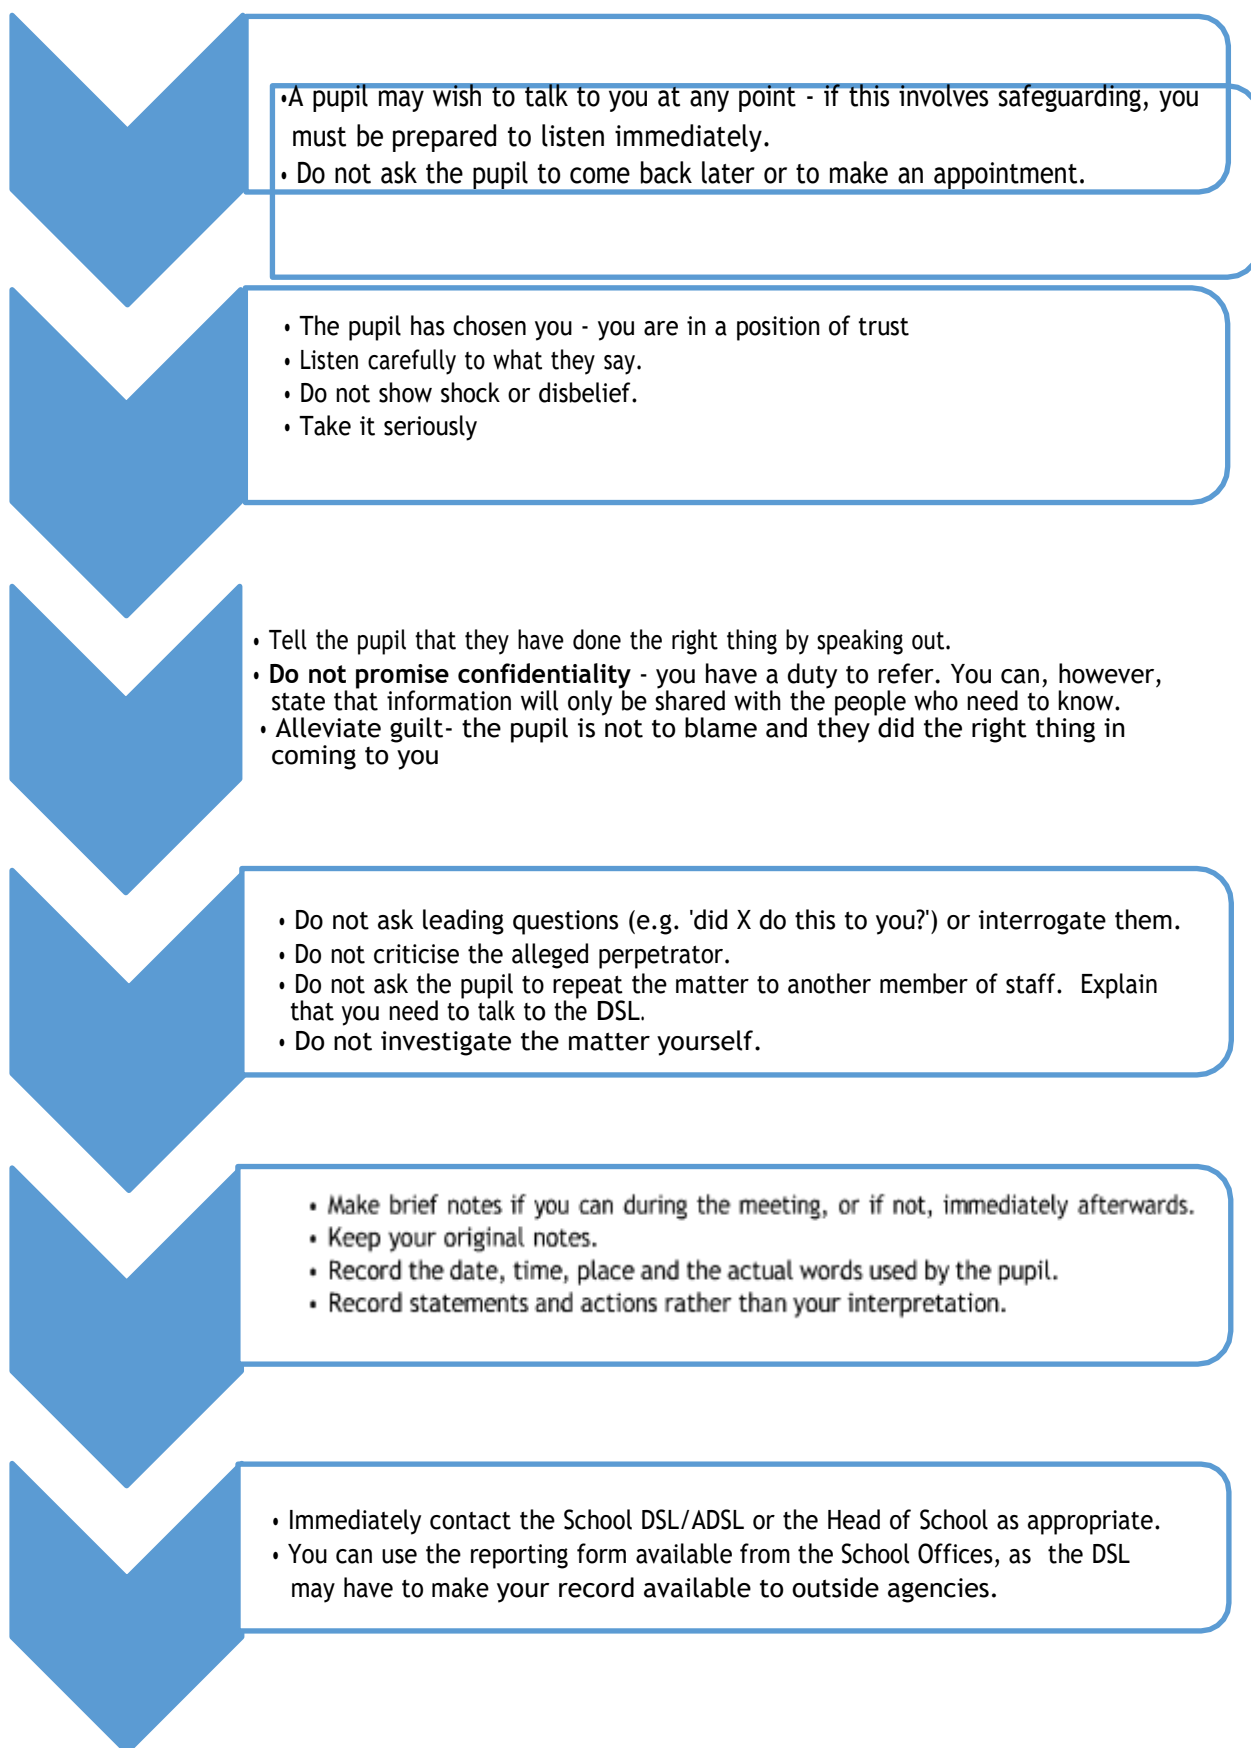 •A pupil may wish to talk to you at any point - if this involves safeguarding, you
must be prepared to listen immediately.
• Do not ask the pupil to come back later or to make an appointment.
• The pupil has chosen you - you are in a position of trust
• Listen carefully to what they say.
• Do not show shock or disbelief.
• Take it seriously
• Tell the pupil that they have done the right thing by speaking out.
• Do not promise confidentiality - you have a duty to refer. You can, however,
state that information will only be shared with the people who need to know.
• Alleviate guilt- the pupil is not to blame and they did the right thing in
coming to you
• Do not ask leading questions (e.g. 'did X do this to you?') or interrogate them.
• Do not criticise the alleged perpetrator.
• Do not ask the pupil to repeat the matter to another member of staff. Explain
that you need to talk to the DSL.
• Do not investigate the matter yourself.
• Make brief notes if you can during the meeting, or if not, immediately afterwards.
• Keep your original notes.
• Record the date, time, place and the actual words used by the pupil.
• Record statements and actions rather than your interpretation.
• Immediately contact the School DSL/ADSL or the Head of School as appropriate.
• You can use the reporting form available from the School Offices, as the DSL
may have to make your record available to outside agencies.